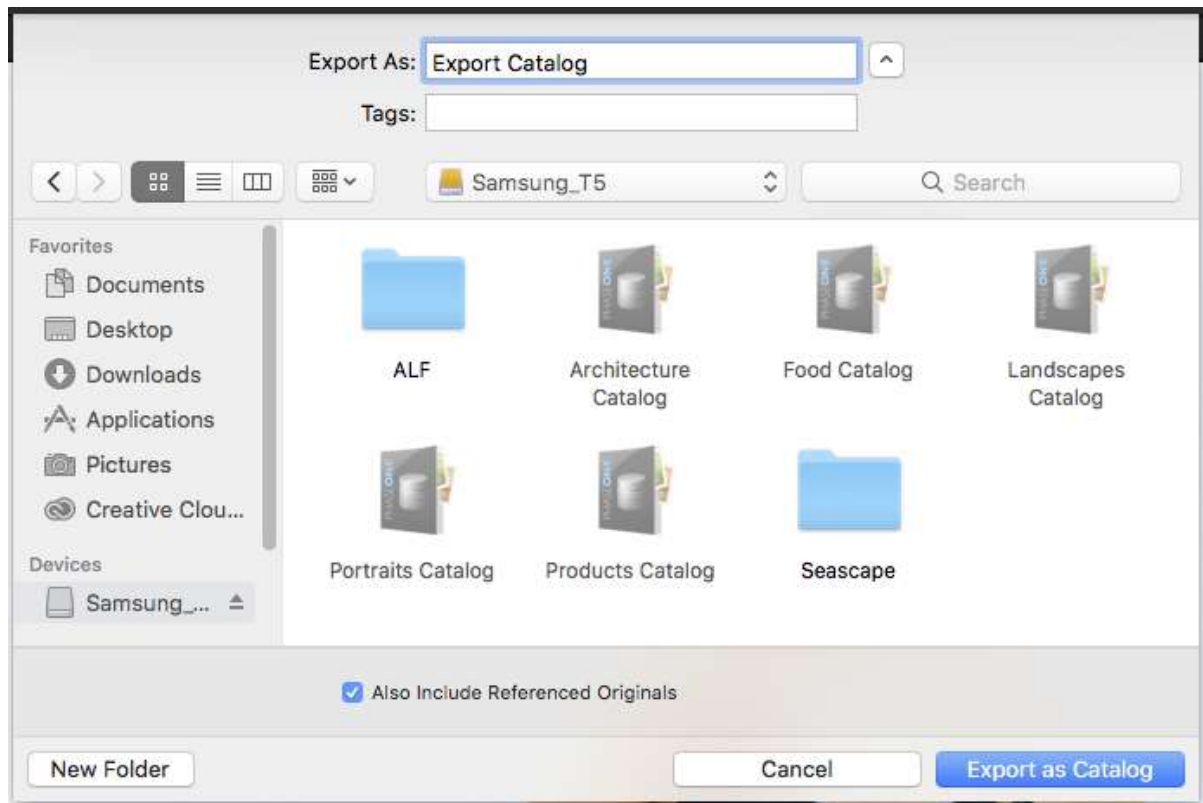 Export As: Export Catalog
Tags:
Samsung_T5
Search
Favorites
Documents
Desktop
Downloads
Applications
Pictures
Creative Clou...
Devices
Samsung_...
ALF
Architecture
Catalog
Food Catalog
Landscapes
Catalog
Portraits Catalog
Products Catalog
Seascape
Also Include Referenced Originals
New Folder
Cancel
Export as Catalog